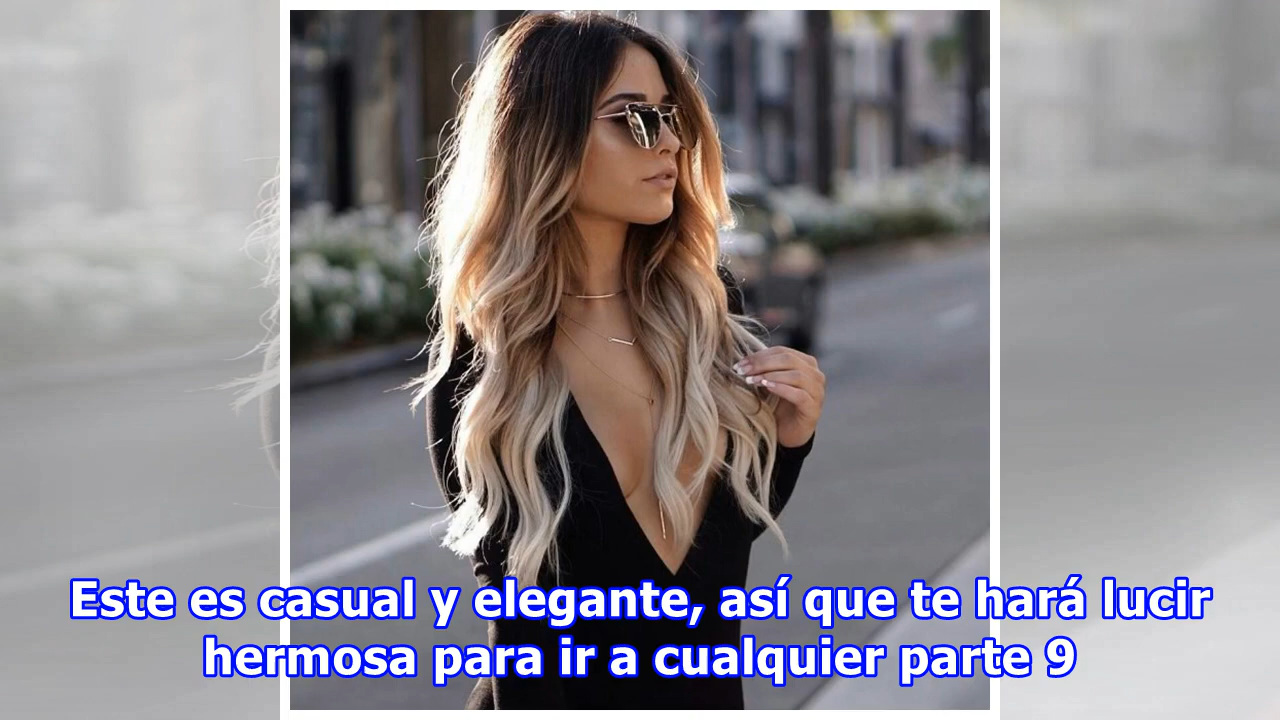 Este es casual y elegante, así que te hará lucir
hermosa para ir a cualquier parte 9